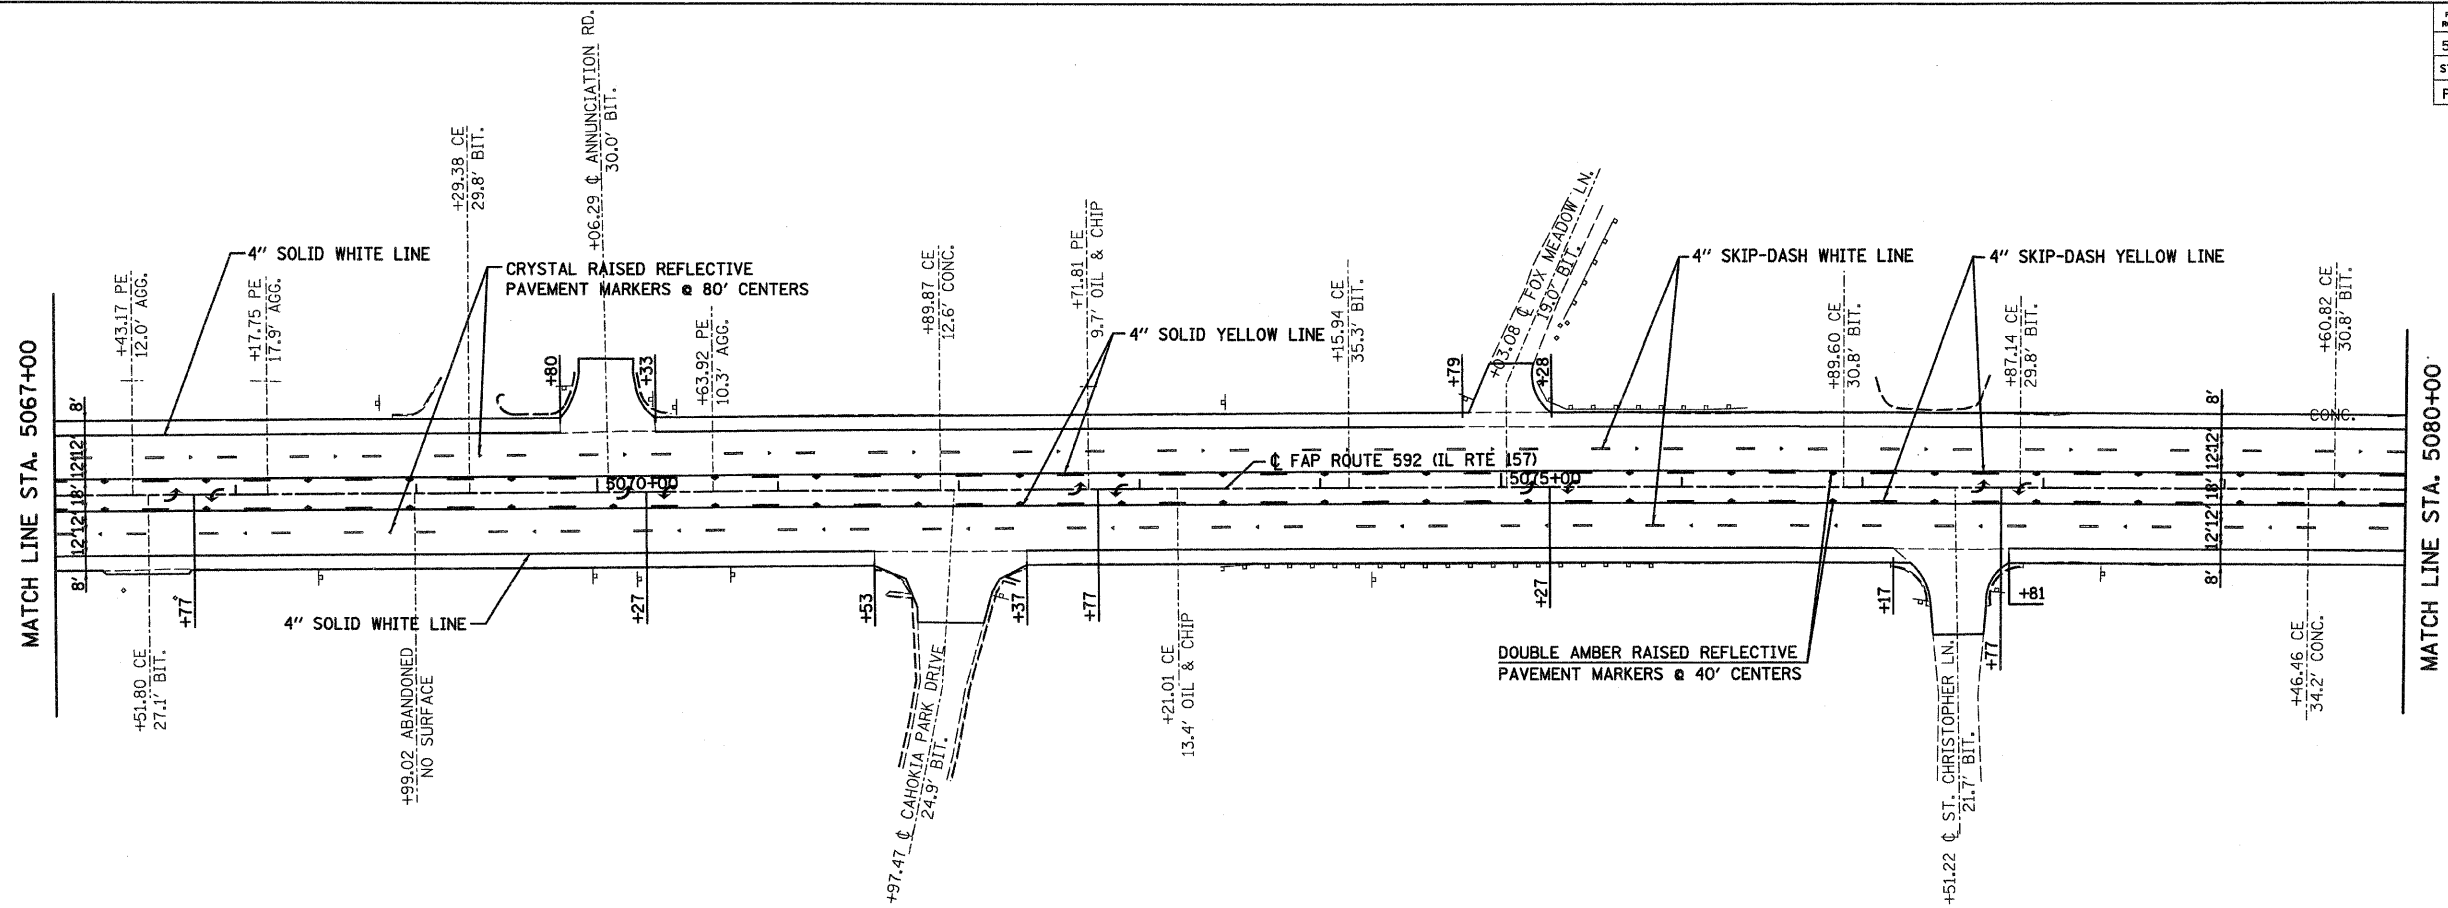 MATCH LINE STA. 5067+00
+43.17 PE
12.0' AGG.
+17.75 PE
17.9' AGG.
4" SOLID WHITE LINE
+29.38 CE
29.8' BIT.
CRYSTAL RAISED REFLECTIVE
PAVEMENT MARKERS @ 80' CENTERS
+06.29 ℄ ANNUNCIATION RD.
30.0' BIT.
+80
+33
+63.92 PE
10.3' AGG.
+89.87 CE
12.6' CONC.
+71.81 PE
9.7' OIL & CHIP
4" SOLID YELLOW LINE
+15.94 CE
35.3' BIT.
+79
+03.08 ℄ FOX MEADOW LN.
19.0' BIT.
+28
4" SKIP-DASH WHITE LINE
+89.60 CE
30.8' BIT.
4" SKIP-DASH YELLOW LINE
+87.14 CE
29.8' BIT.
+60.82 CE
30.8' BIT.
CONC.
8'
12'
12'
18'
12'
12'
8'
5070+00
℄ FAP ROUTE 592 (IL RTE 157)
5075+00
8'
12'
12'
18'
12'
12'
8'
+51.80 CE
27.1' BIT.
+77
4" SOLID WHITE LINE
+99.02 ABANDONED
NO SURFACE
+27
+53
+97.47 ℄ CAHOKIA PARK DRIVE
24.9' BIT.
+37
+77
+21.01 CE
13.4' OIL & CHIP
+27
DOUBLE AMBER RAISED REFLECTIVE
PAVEMENT MARKERS @ 40' CENTERS
+17
+51.22 ℄ ST. CHRISTOPHER LN.
21.7' BIT.
+77
+81
+46.46 CE
34.2' CONC.
MATCH LINE STA. 5080+00